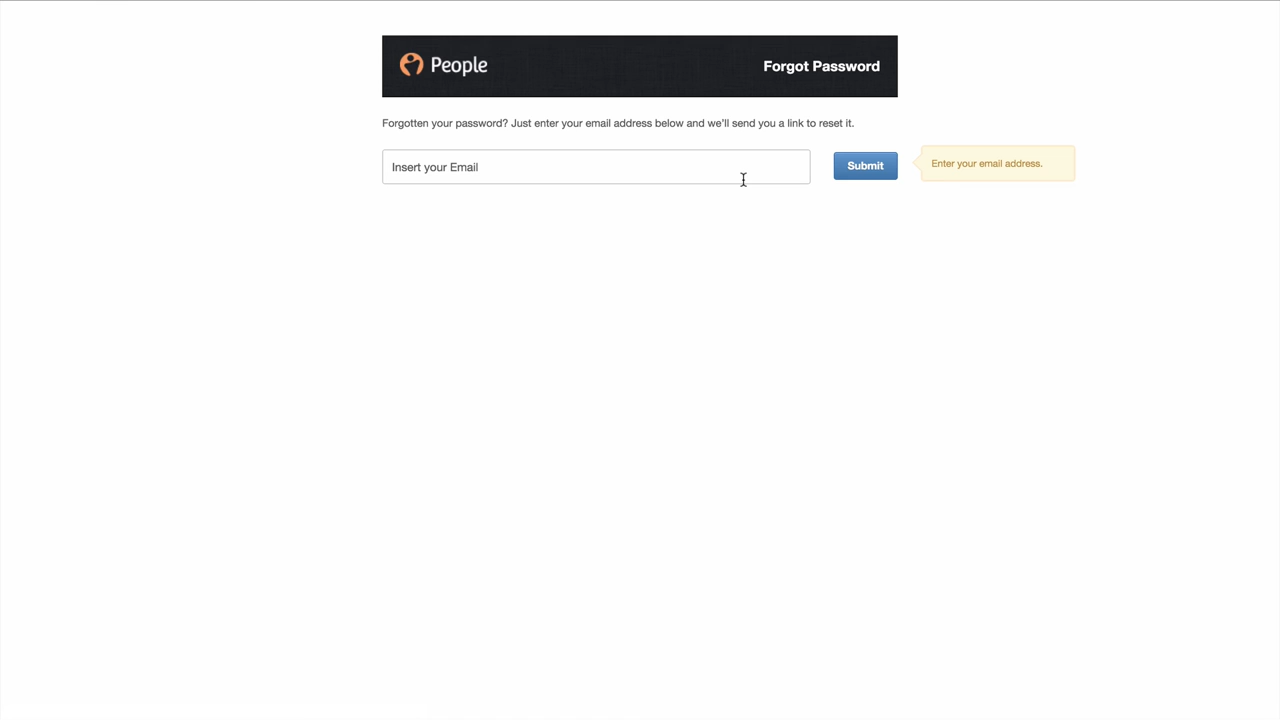 People
Forgot Password
Forgotten your password? Just enter your email address below and we'll send you a link to reset it.
Insert your Email
Submit
Enter your email address.